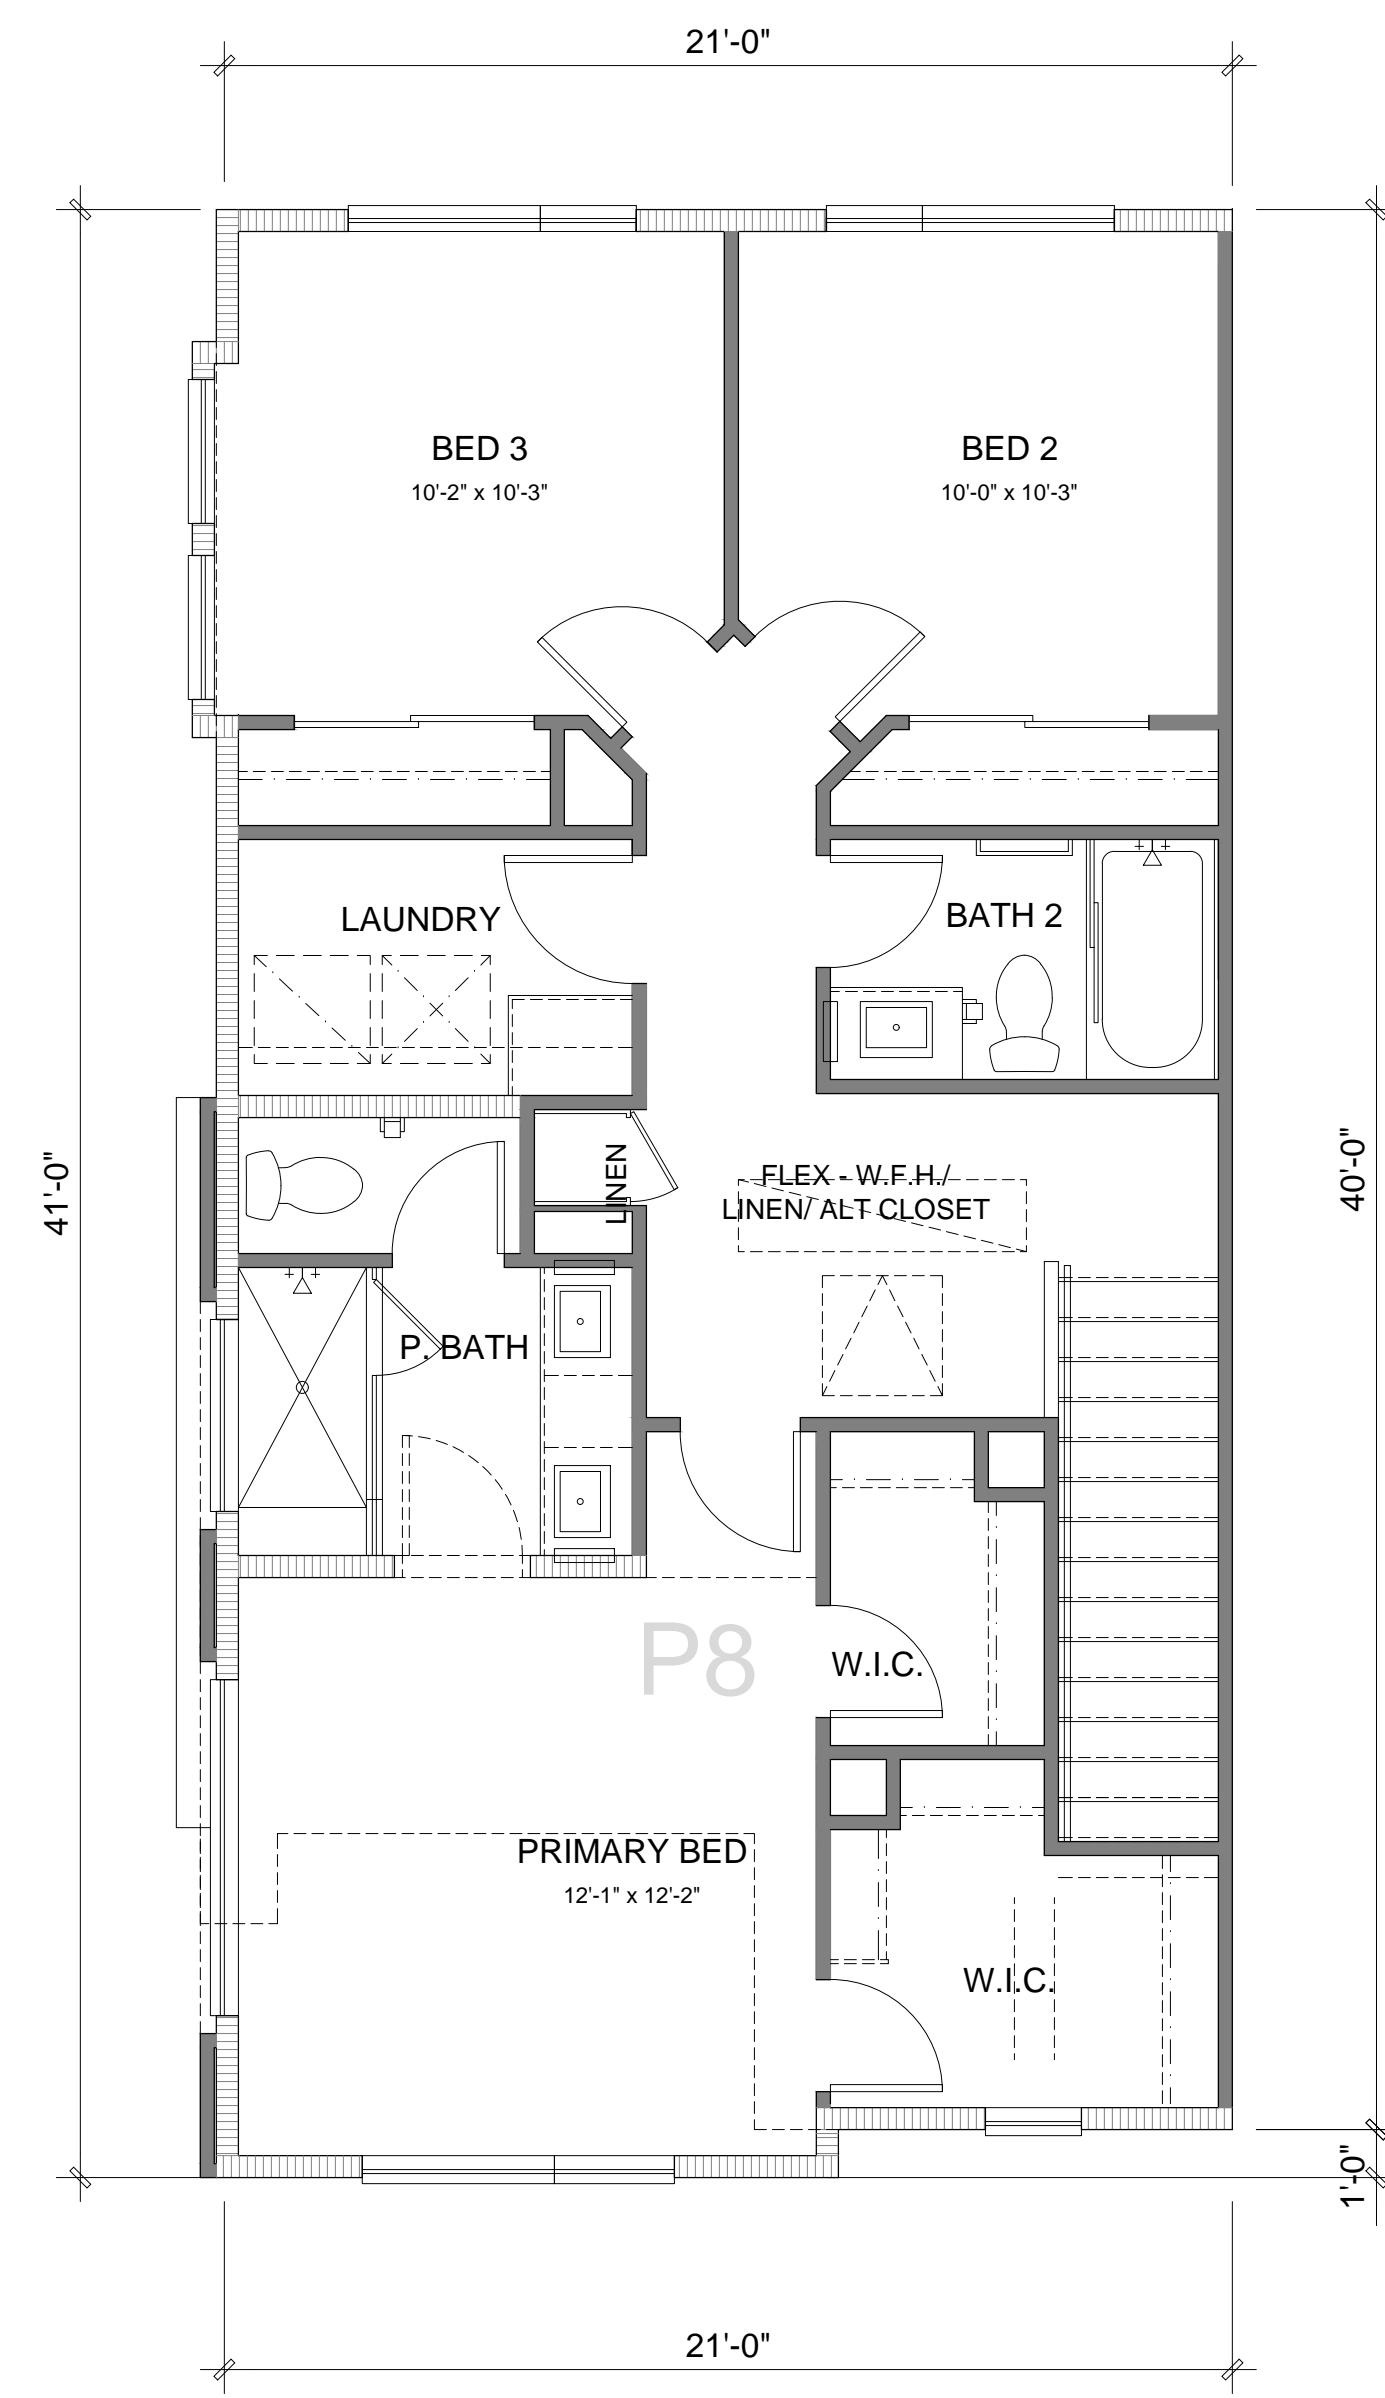 21'-0"
BED 3
10'-2" x 10'-3"
BED 2
10'-0" x 10'-3"
LAUNDRY
BATH 2
41'-0"
40'-0"
LINEN
FLEX - W.F.H./
LINEN/ ALT CLOSET
P. BATH
P8
W.I.C.
PRIMARY BED
12'-1" x 12'-2"
W.I.C.
1'-0"
21'-0"